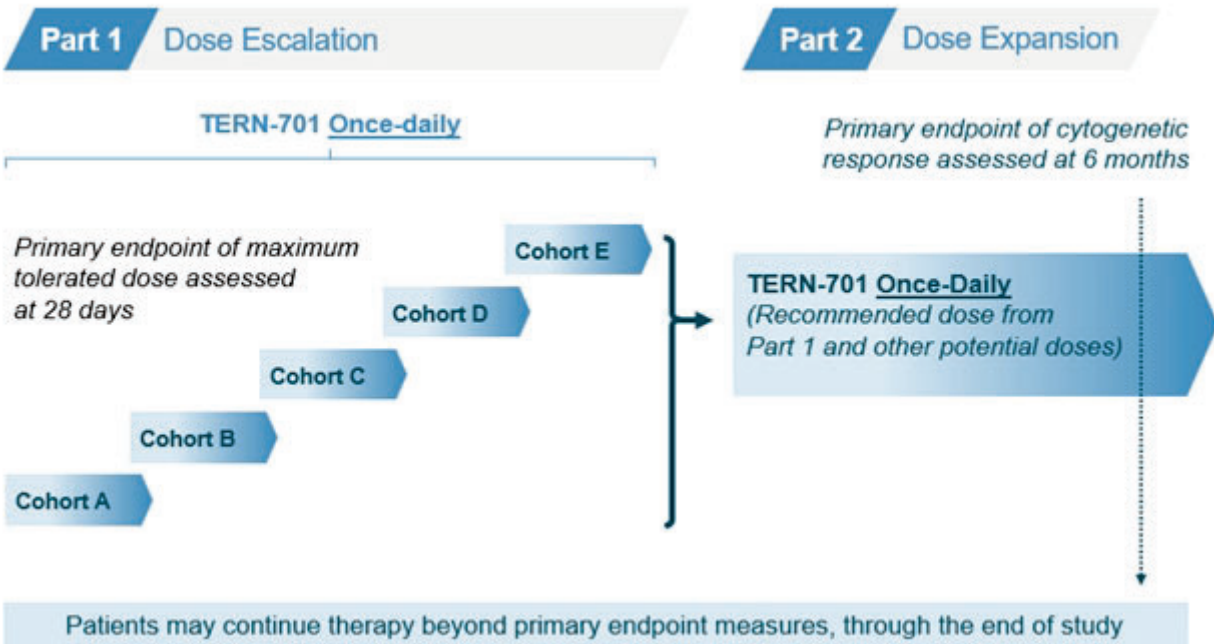 Part 1 Dose Escalation
Part 2 Dose Expansion
TERN-701 Once-daily
Primary endpoint of maximum
tolerated dose assessed
at 28 days
Cohort A
Cohort B
Cohort C
Cohort D
Cohort E
Primary endpoint of cytogenetic
response assessed at 6 months
TERN-701 Once-Daily
(Recommended dose from
Part 1 and other potential doses)
Patients may continue therapy beyond primary endpoint measures, through the end of study